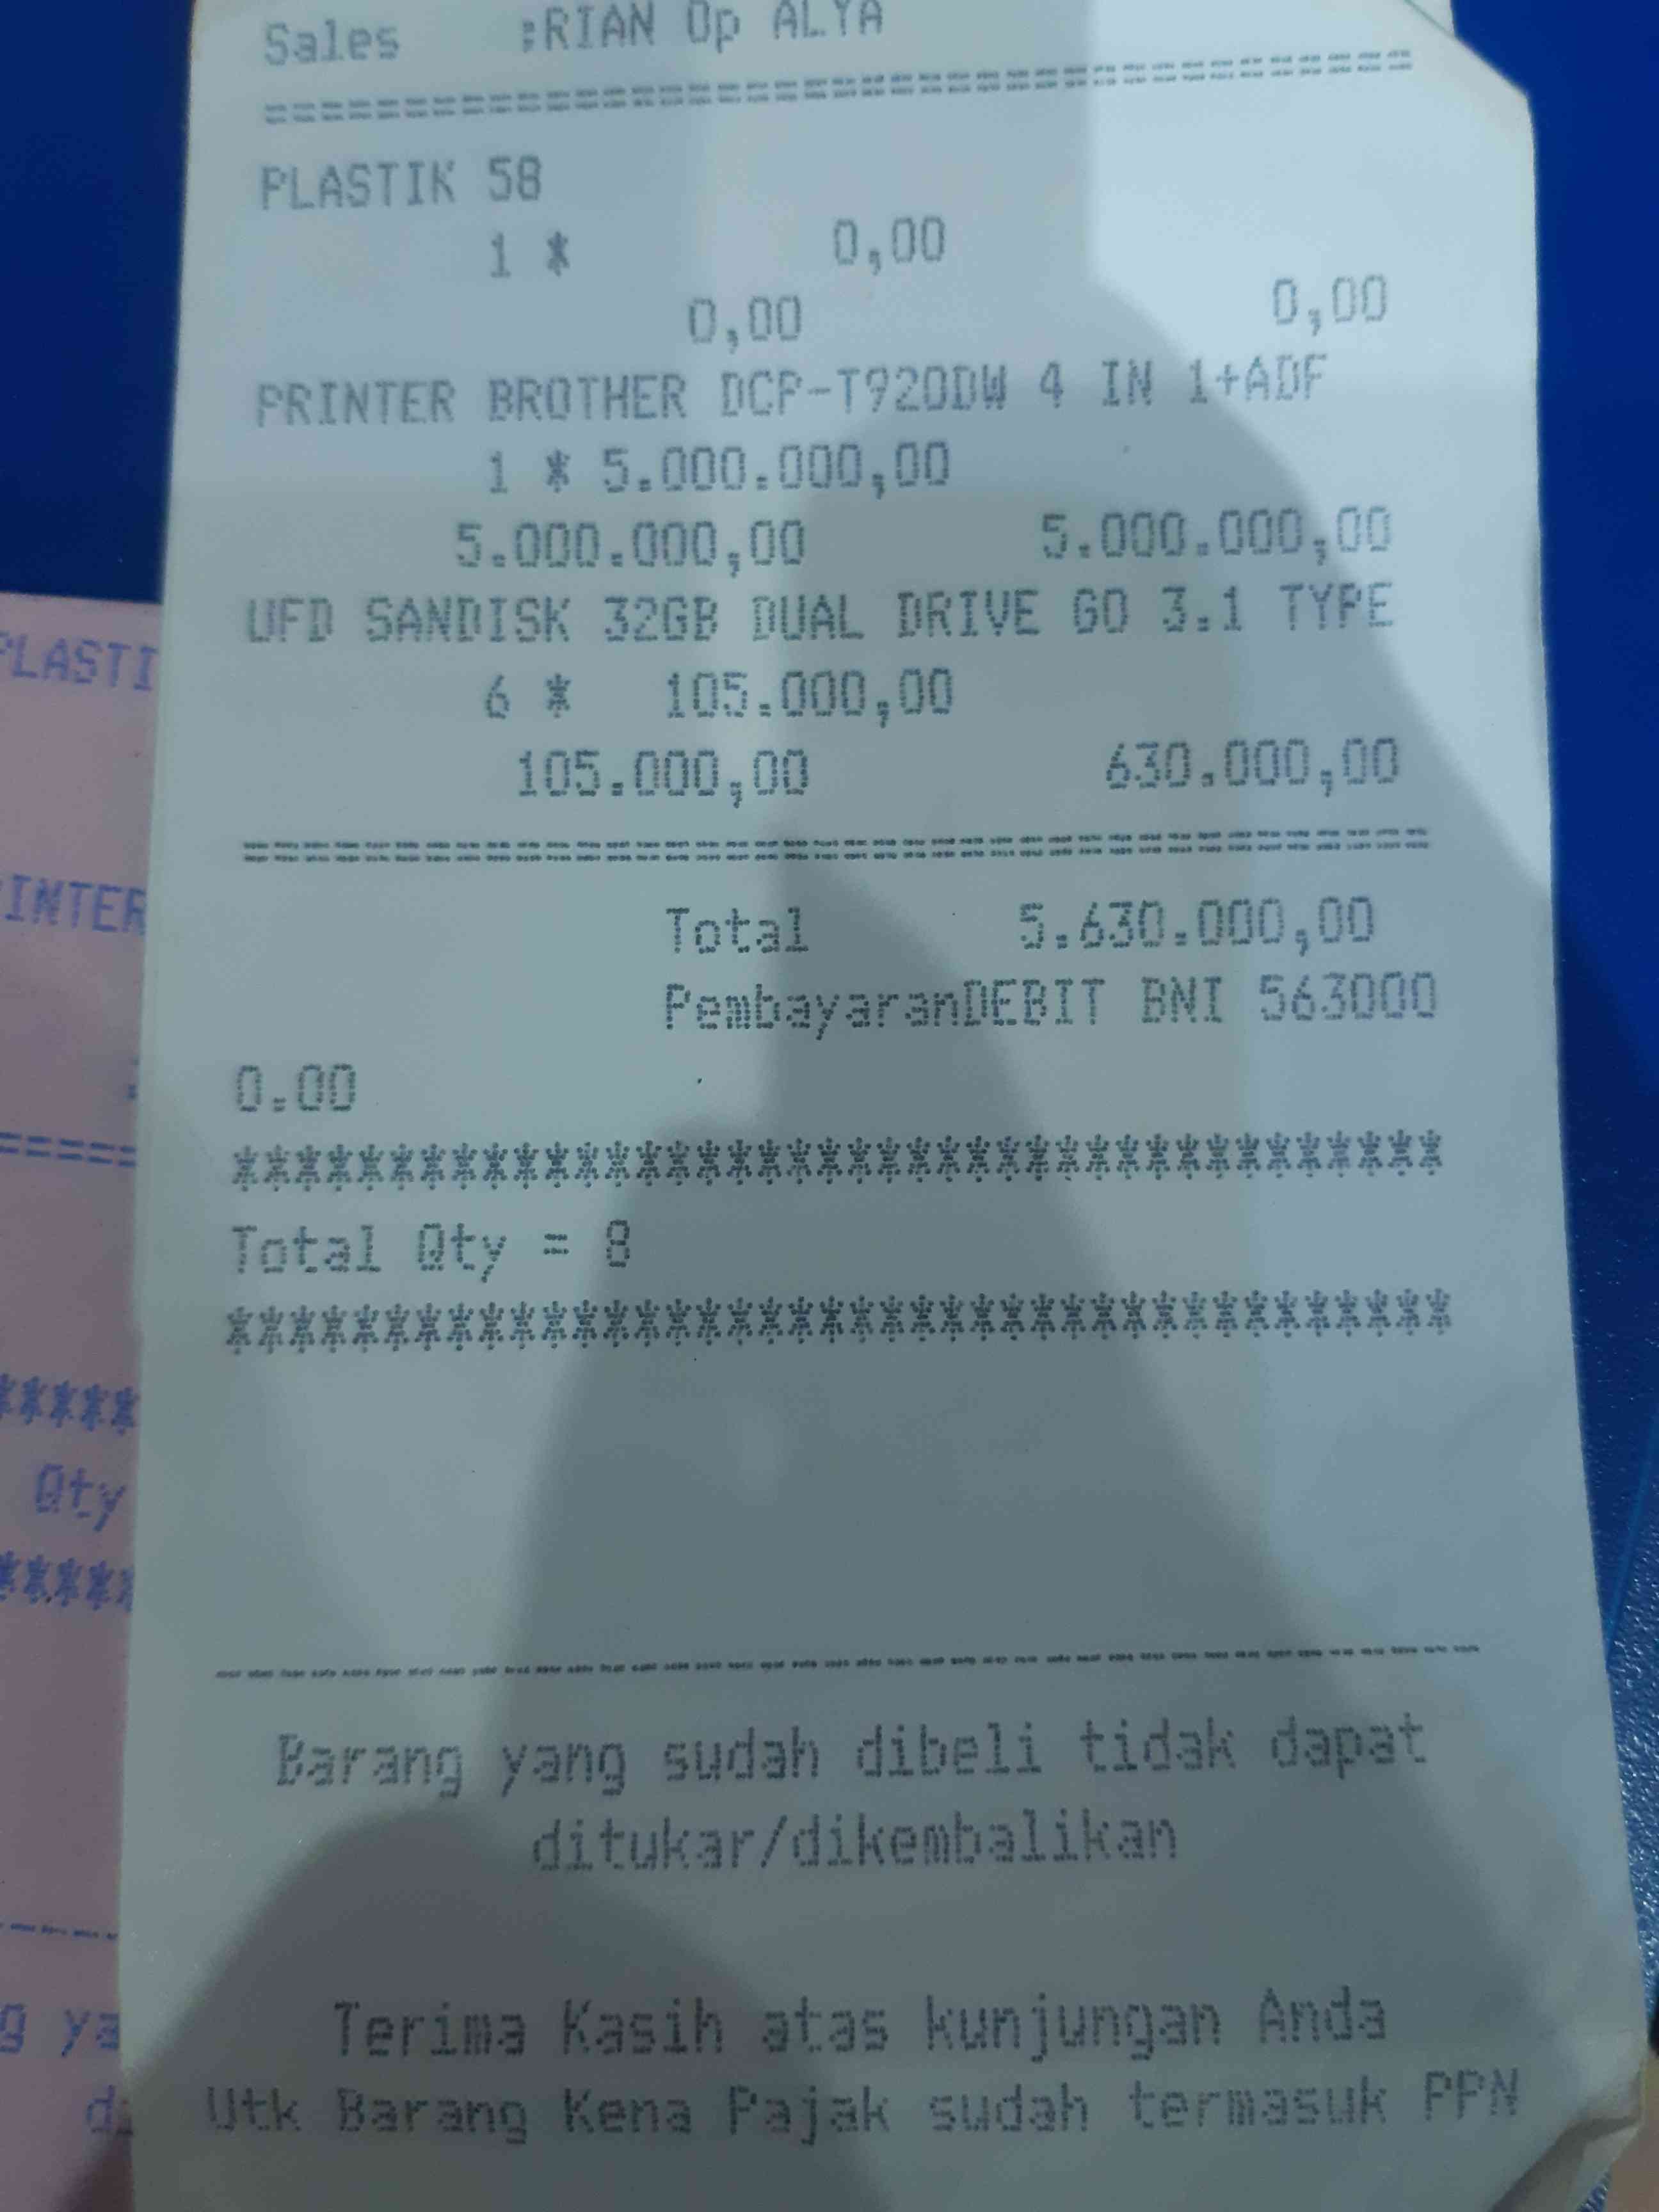 Sales :RIAN Op ALYA
================================
PLASTIK 58
1 * 0,00
0,00 0,00
PRINTER BROTHER DCP-T920DW 4 IN 1+ADF
1 * 5.000.000,00
5.000.000,00 5.000.000,00
UFD SANDISK 32GB DUAL DRIVE GO 3.1 TYPE
6 * 105.000,00
105.000,00 630.000,00
================================
Total 5.630.000,00
PembayaranDEBIT BNI 563000
0.00
***************************************
Total Qty = 8
***************************************
----------------------------------------
Barang yang sudah dibeli tidak dapat
ditukar/dikembalikan
Terima Kasih atas kunjungan Anda
Utk Barang Kena Pajak sudah termasuk PPN
PLASTI
INTER
=====
*****
Qty
*****
g ya